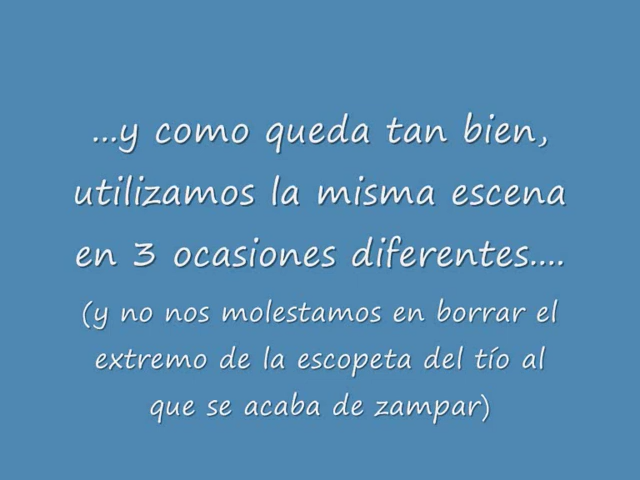 ...y como queda tan bien,
utilizamos la misma escena
en 3 ocasiones diferentes....
(y no nos molestamos en borrar el
extremo de la escopeta del tío al
que se acaba de zampar)